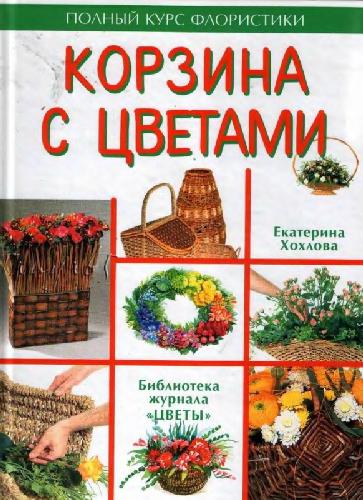 ПОЛНЫЙ КУРС ФЛОРИСТИКИ
КОРЗИНА
С ЦВЕТАМИ
Екатерина
Хохлова
Библиотека
журнала
«ЦВЕТЫ»